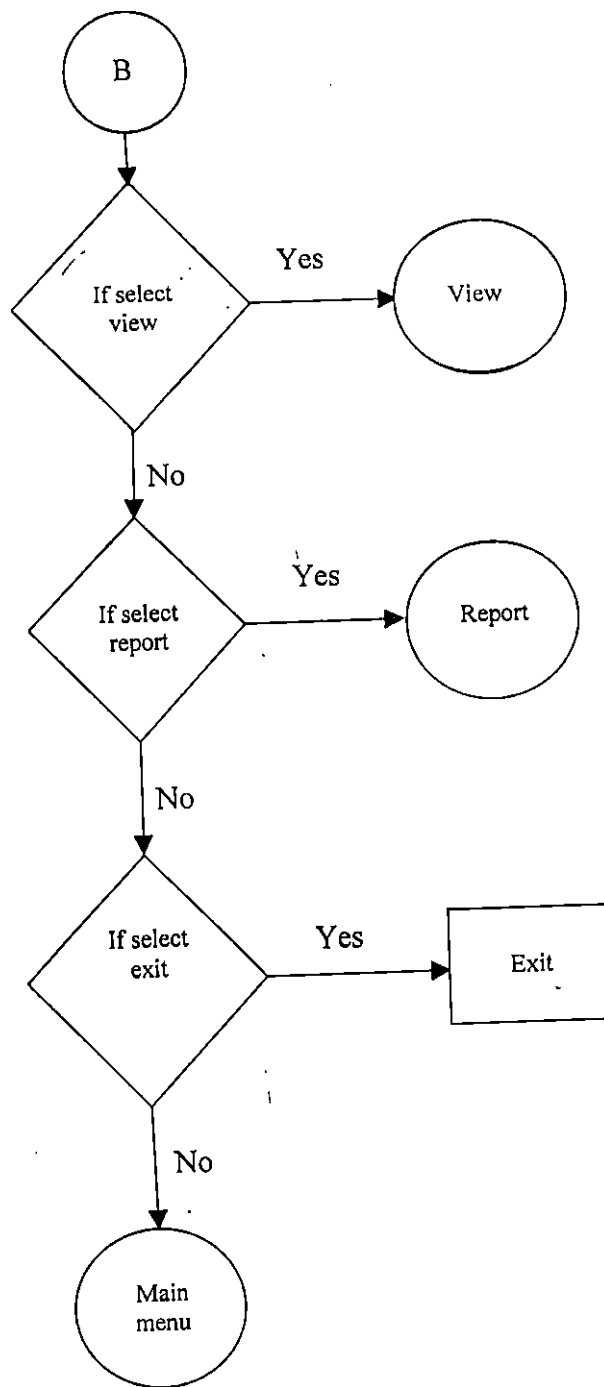 B
If select
view
Yes
View
No
If select
report
Yes
Report
No
If select
exit
Yes
Exit
No
Main
menu